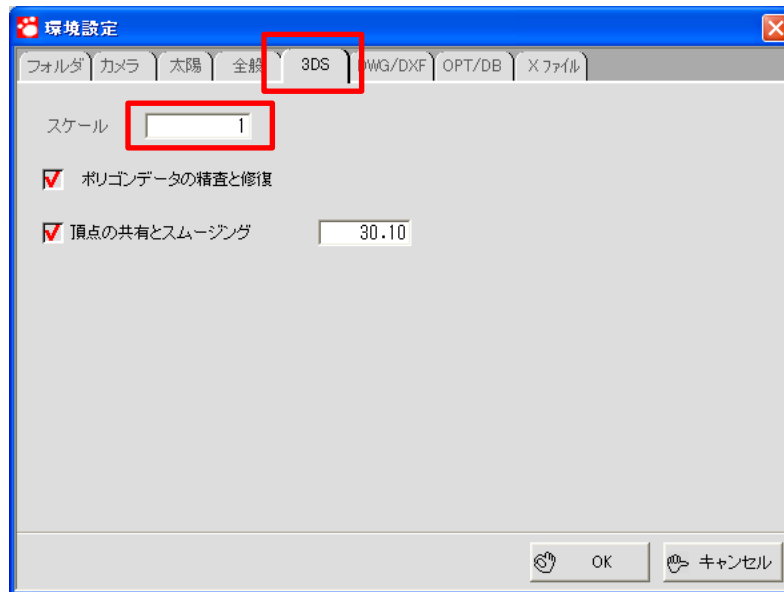 環境設定
フォルダ カメラ 太陽 全般 3DS DWG/DXF OPT/DB Xファイル
スケール 1
ポリゴンデータの精査と修復
頂点の共有とスムージング 30.10
OK キャンセル